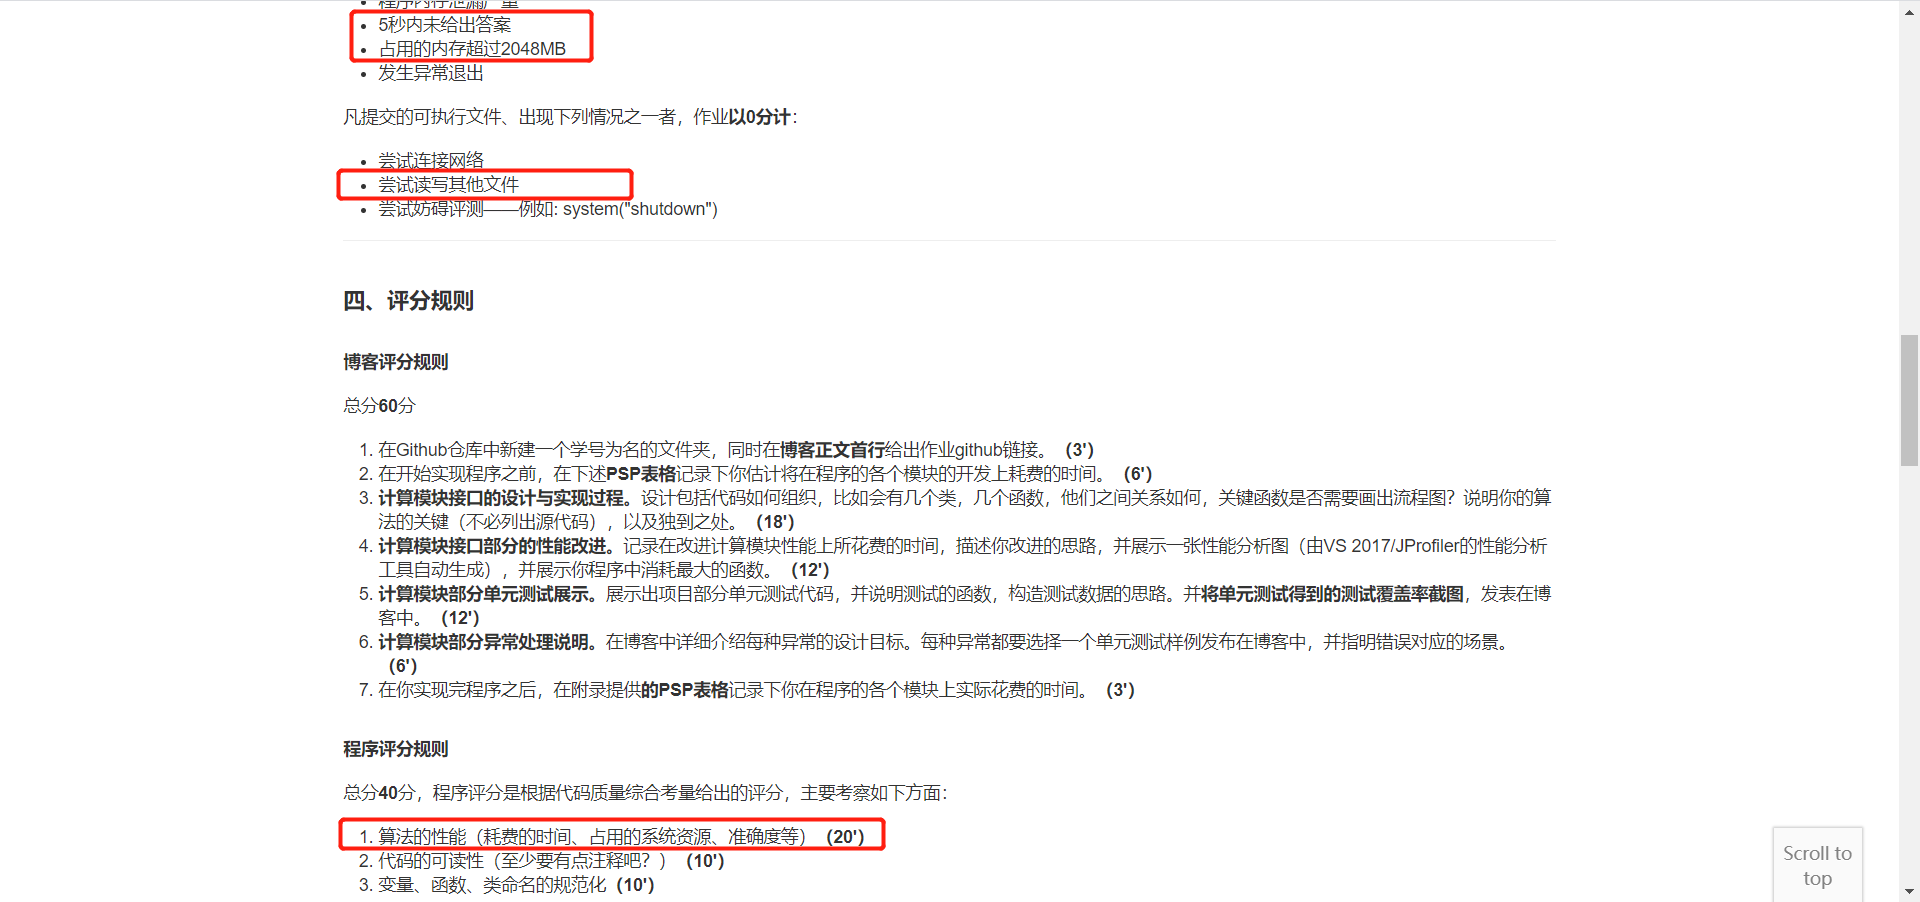 程序内存泄漏严重
5秒内未给出答案
占用的内存超过2048MB
发生异常退出
凡提交的可执行文件、出现下列情况之一者，作业以0分计：
尝试连接网络
尝试读写其他文件
尝试妨碍评测——例如: system("shutdown")
四、评分规则
博客评分规则
总分60分
1. 在Github仓库中新建一个学号为名的文件夹，同时在博客正文首行给出作业github链接。（3'）
2. 在开始实现程序之前，在下述PSP表格记录下你估计将在程序的各个模块的开发上耗费的时间。（6'）
3. 计算模块接口的设计与实现过程。设计包括代码如何组织，比如会有几个类，几个函数，他们之间关系如何，关键函数是否需要画出流程图？说明你的算
法的关键（不必列出源代码），以及独到之处。（18'）
4. 计算模块接口部分的性能改进。记录在改进计算模块性能上所花费的时间，描述你改进的思路，并展示一张性能分析图（由VS 2017/JProfiler的性能分析
工具自动生成），并展示你程序中消耗最大的函数。（12'）
5. 计算模块部分单元测试展示。展示出项目部分单元测试代码，并说明测试的函数，构造测试数据的思路。并将单元测试得到的测试覆盖率截图，发表在博
客中。（12'）
6. 计算模块部分异常处理说明。在博客中详细介绍每种异常的设计目标。每种异常都要选择一个单元测试样例发布在博客中，并指明错误对应的场景。
（6'）
7. 在你实现完程序之后，在附录提供的PSP表格记录下你在程序的各个模块上实际花费的时间。（3'）
程序评分规则
总分40分，程序评分是根据代码质量综合考量给出的评分，主要考察如下方面：
1. 算法的性能（耗费的时间、占用的系统资源、准确度等）（20'）
2. 代码的可读性（至少要有点注释吧？）（10'）
3. 变量、函数、类命名的规范化（10'）
Scroll to
top